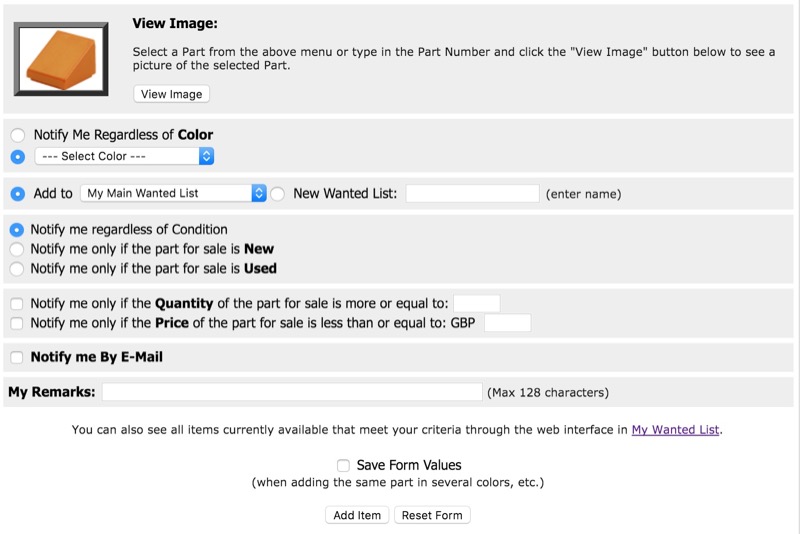 View Image:
Select a Part from the above menu or type in the Part Number and click the "View Image" button below to see a
picture of the selected Part.
View Image
Notify Me Regardless of Color
--- Select Color ---
Add to My Main Wanted List New Wanted List: (enter name)
Notify me regardless of Condition
Notify me only if the part for sale is New
Notify me only if the part for sale is Used
Notify me only if the Quantity of the part for sale is more or equal to:
Notify me only if the Price of the part for sale is less than or equal to: GBP
Notify me By E-Mail
My Remarks: (Max 128 characters)
You can also see all items currently available that meet your criteria through the web interface in My Wanted List.
Save Form Values
(when adding the same part in several colors, etc.)
Add Item Reset Form